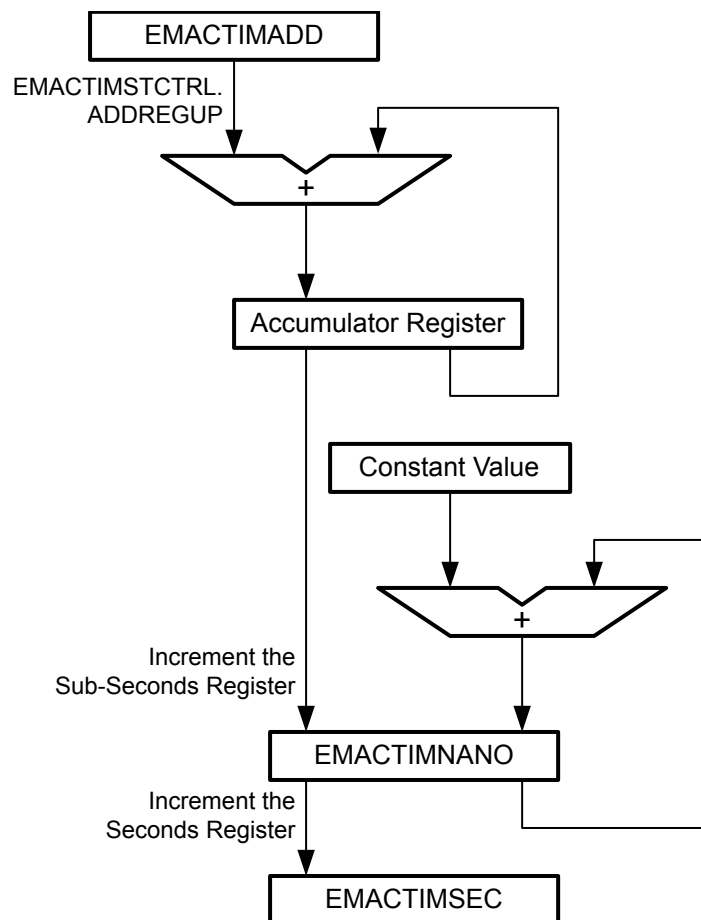 EMACTIMADD
EMACTIMSTCTRL.
ADDREGUP
+
Accumulator Register
Constant Value
+
Increment the
Sub-Seconds Register
EMACTIMNANO
Increment the
Seconds Register
EMACTIMSEC